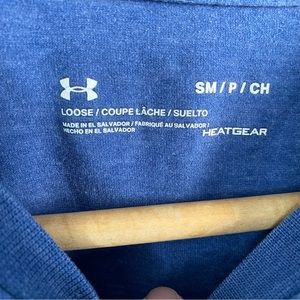 SM / P / CH
LOOSE / COUPE LÂCHE / SUELTO
MADE IN EL SALVADOR / FABRIQUÉ AU SALVADOR /
HECHO EN EL SALVADOR
HEATGEAR